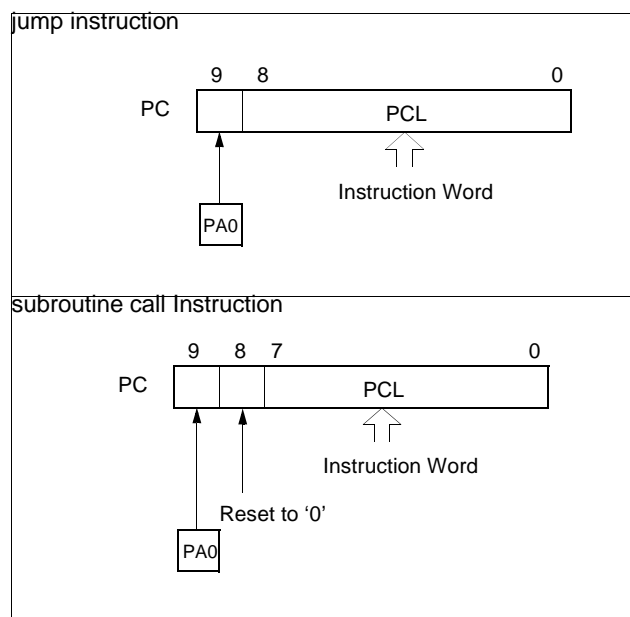 jump instruction
9 8 0
PC PCL
Instruction Word
PA0
subroutine call Instruction
9 8 7 0
PC PCL
Instruction Word
Reset to ‘0’
PA0